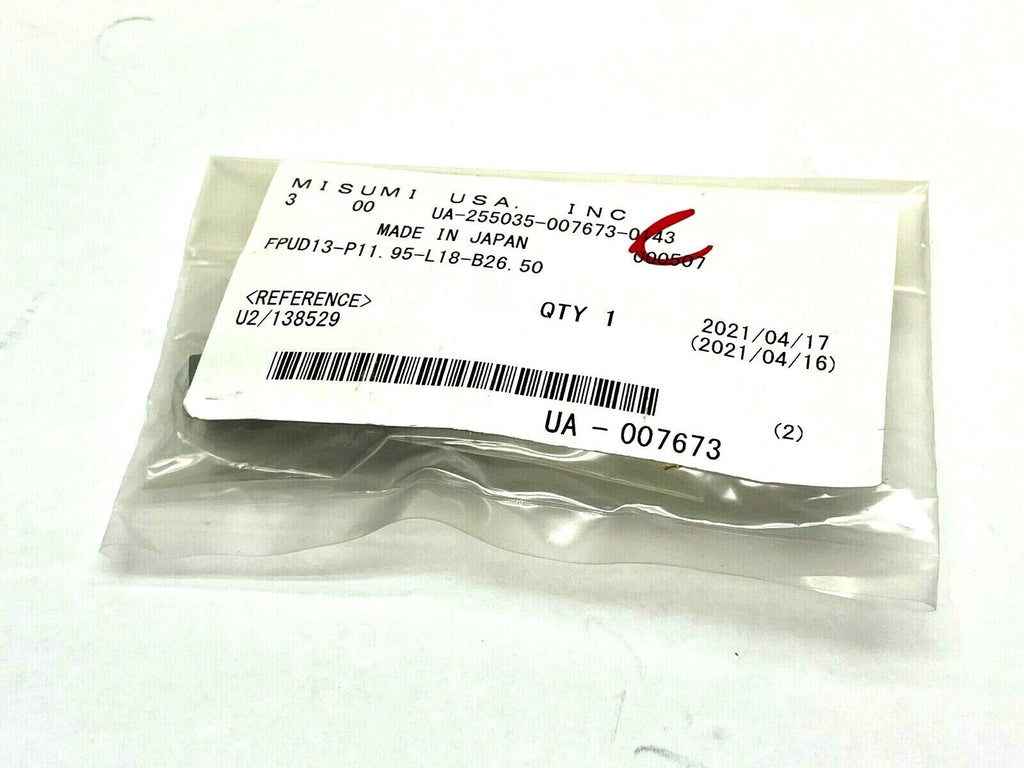 MISUMI USA. INC
3 00 UA-255035-007673-0143
MADE IN JAPAN 000507
FPUD13-P11.95-L18-B26.50
<REFERENCE> QTY 1 2021/04/17
U2/138529 (2021/04/16)
UA-007673 (2)